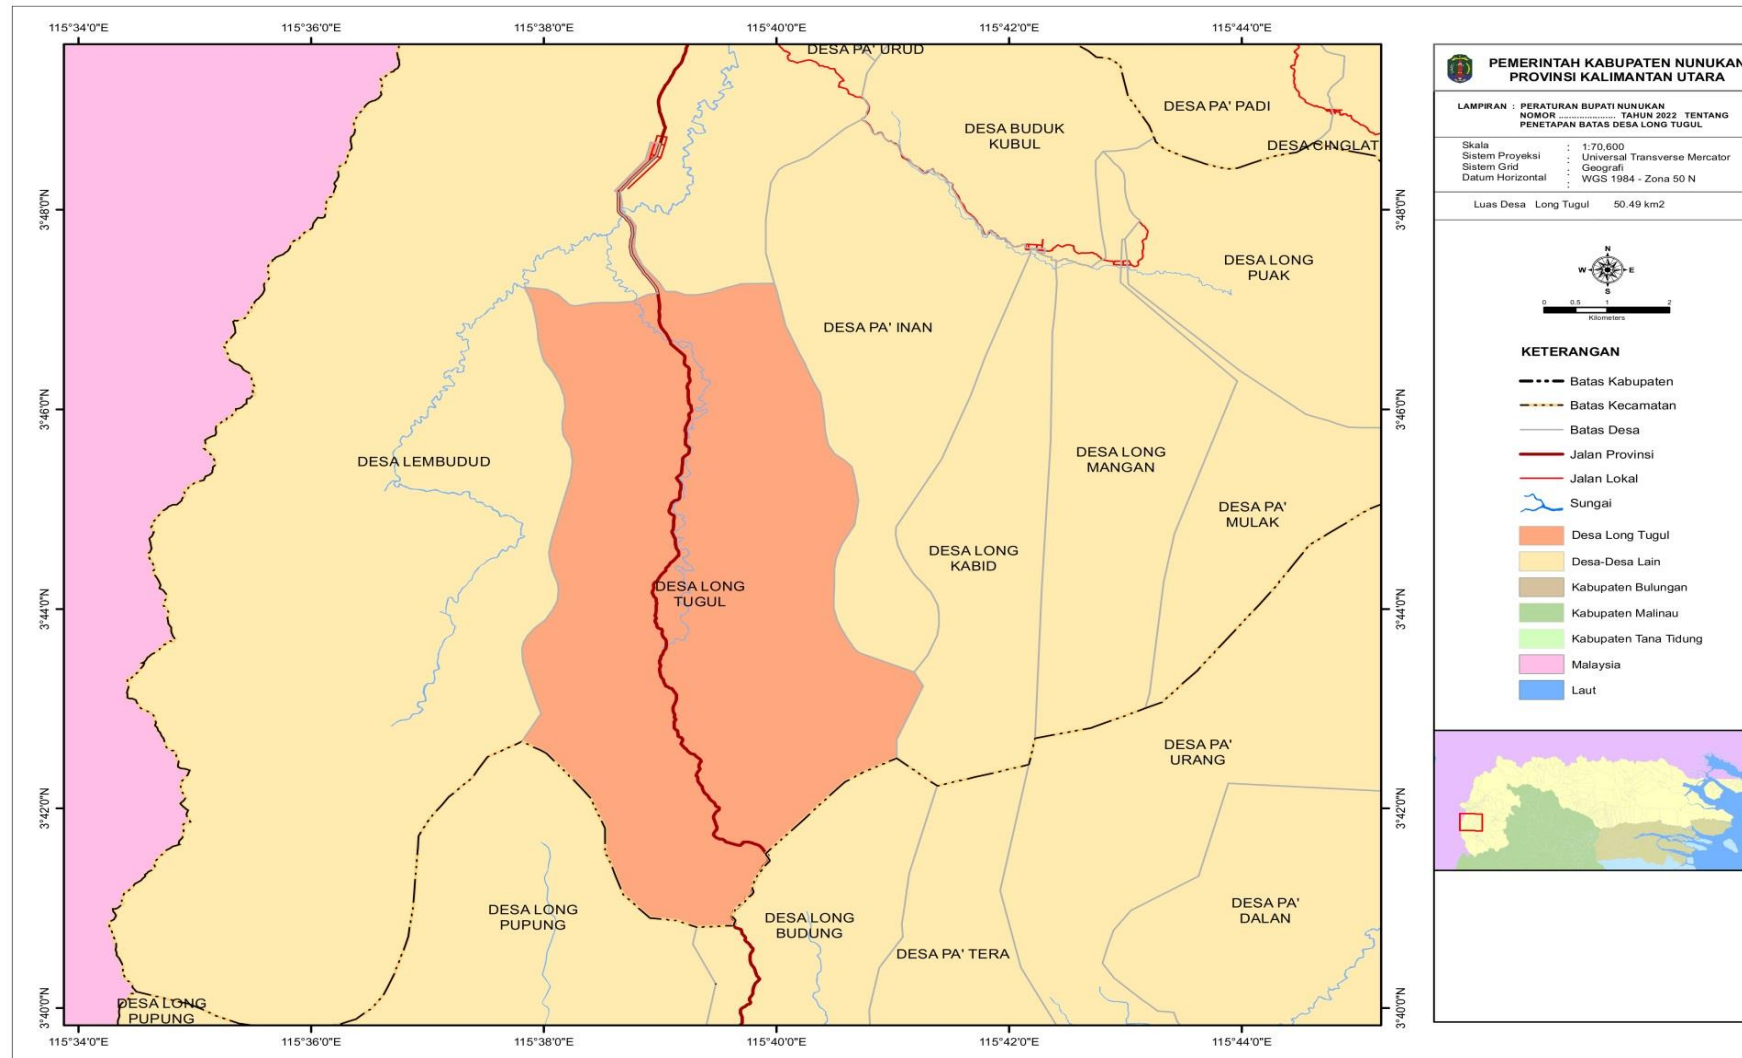 115°34'0"E
115°36'0"E
115°38'0"E
115°40'0"E
115°42'0"E
115°44'0"E
3°48'0"N
3°46'0"N
3°44'0"N
3°42'0"N
3°40'0"N
DESA PA' URUD
DESA PA' PADI
DESA BUDUK
KUBUL
DESA CINGLAT
DESA LONG
PUAK
DESA PA' INAN
DESA LEMBUDUD
DESA LONG
MANGAN
DESA PA'
MULAK
DESA LONG
KABID
DESA LONG
TUGUL
DESA PA'
URANG
DESA LONG
PUPUNG
DESA LONG
BUDUNG
DESA PA'
DALAN
DESA PA' TERA
DESA LONG
PUPUNG
3°48'0"N
3°46'0"N
3°44'0"N
3°42'0"N
3°40'0"N
115°34'0"E
115°36'0"E
115°38'0"E
115°40'0"E
115°42'0"E
115°44'0"E
PEMERINTAH KABUPATEN NUNUKAN
PROVINSI KALIMANTAN UTARA
LAMPIRAN : PERATURAN BUPATI NUNUKAN
NOMOR ...................... TAHUN 2022 TENTANG
PENETAPAN BATAS DESA LONG TUGUL
Skala : 1:70,600
Sistem Proyeksi : Universal Transverse Mercator
Sistem Grid : Geografi
Datum Horizontal : WGS 1984 - Zona 50 N
Luas Desa Long Tugul 50.49 km2
N
W E
S
0 0.5 1 2
Kilometers
KETERANGAN
Batas Kabupaten
Batas Kecamatan
Batas Desa
Jalan Provinsi
Jalan Lokal
Sungai
Desa Long Tugul
Desa-Desa Lain
Kabupaten Bulungan
Kabupaten Malinau
Kabupaten Tana Tidung
Malaysia
Laut